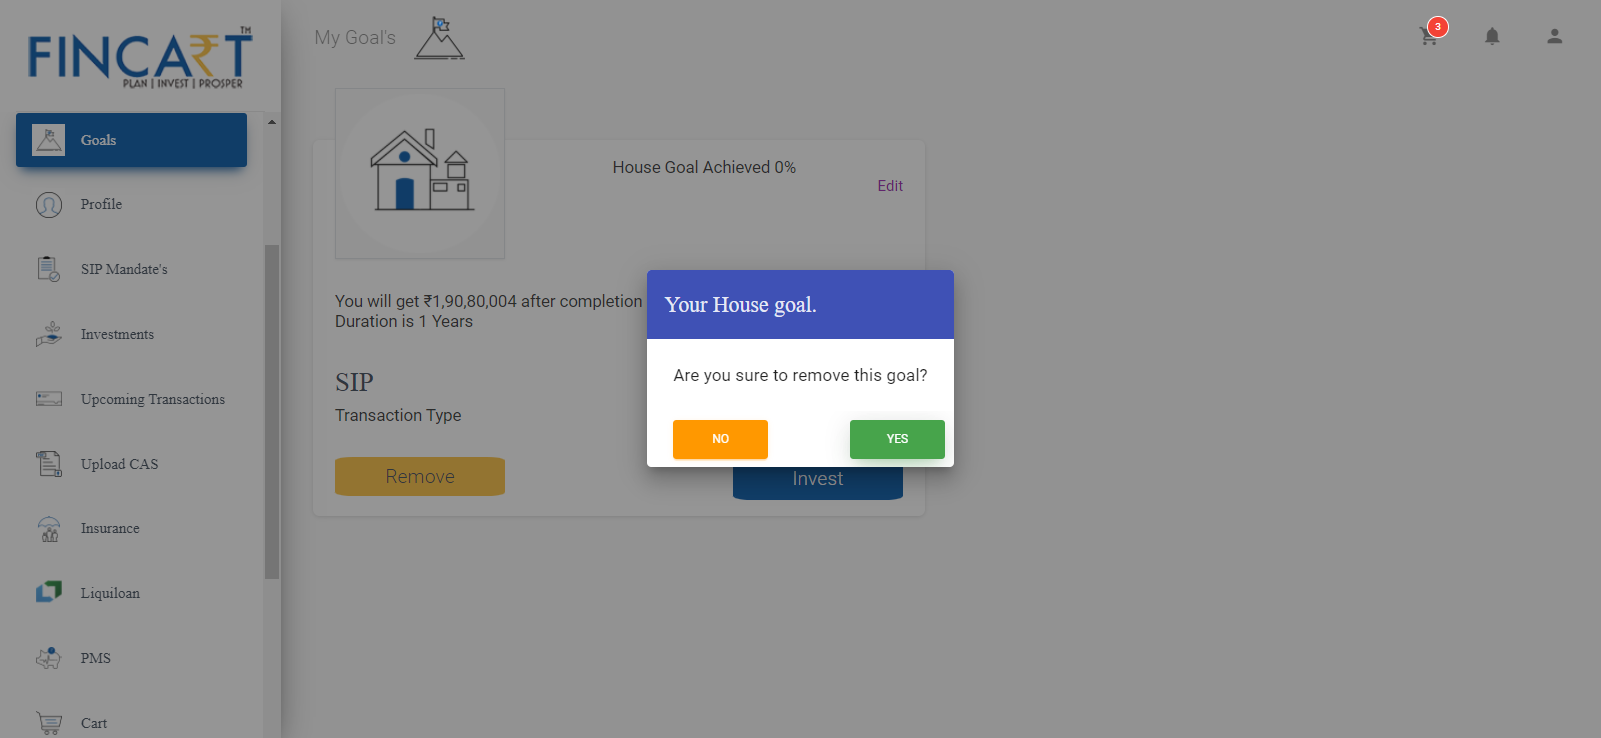 FINCART™
PLAN | INVEST | PROSPER
Goals
Profile
SIP Mandate's
Investments
Upcoming Transactions
Upload CAS
Insurance
Liquiloan
PMS
Cart
My Goal's
3
House Goal Achieved 0%
Edit
You will get ₹1,90,80,004 after completion
Duration is 1 Years
SIP
Transaction Type
Remove
Invest
Your House goal.
Are you sure to remove this goal?
NO
YES